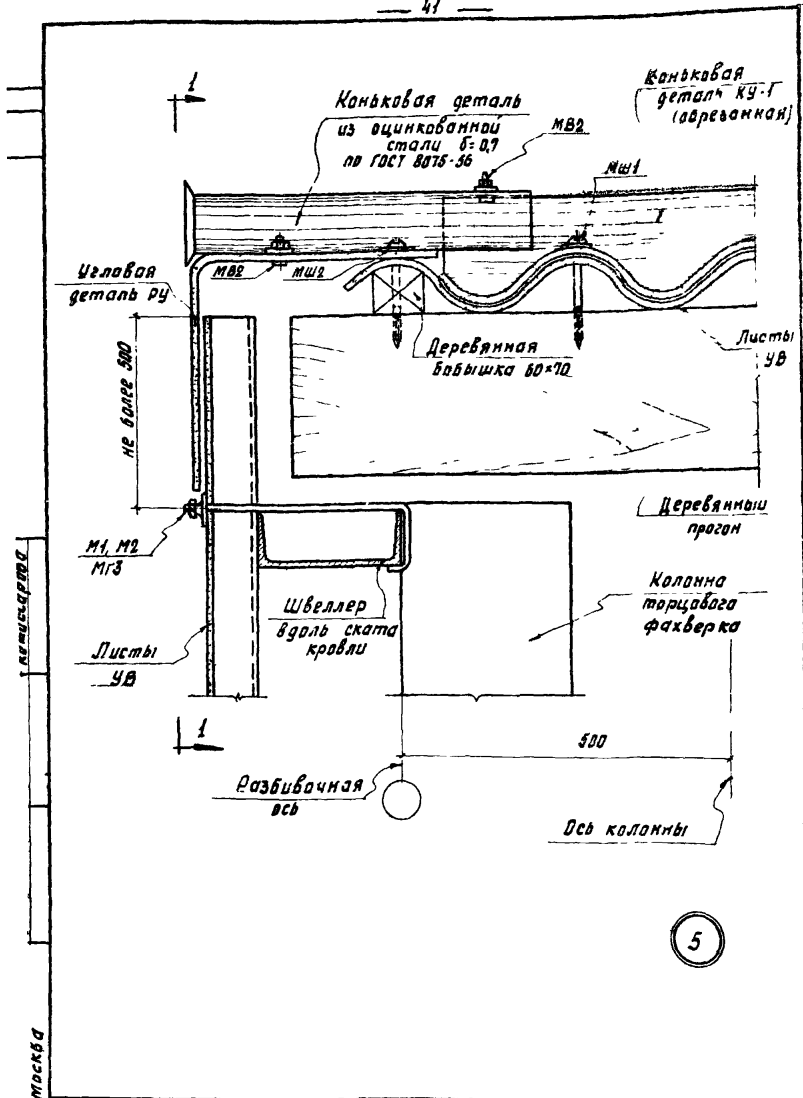 — 41 —
1
Коньковая деталь
из оцинкованной
стали δ=0,7
по ГОСТ 8075-56
МВ2
Коньковая
деталь КУ-1
(обрезанная)
МШ1
Угловая
деталь РУ
МВ2
МШ2
Деревянная
бобышка 60×70
Листы
УВ
не более 500
Деревянный
прогон
М1, М2
МГ3
Швеллер
вдоль ската
кровли
Колонна
торцового
фахверка
Листы
УВ
1
500
Разбивочная
ось
Ось колонны
5
Москва